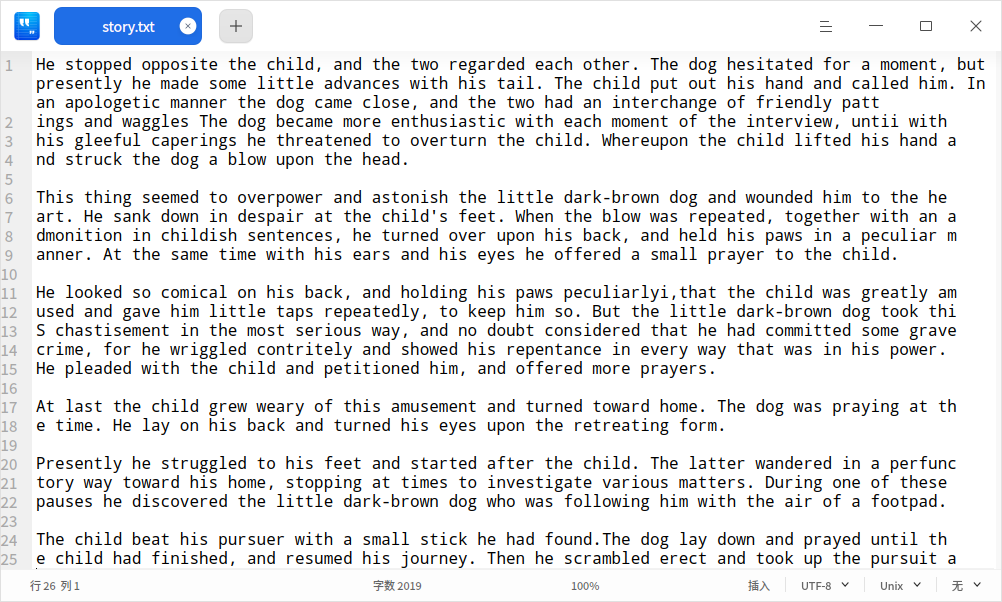 story.txt
1 He stopped opposite the child, and the two regarded each other. The dog hesitated for a moment, but
presently he made some little advances with his tail. The child put out his hand and called him. In
an apologetic manner the dog came close, and the two had an interchange of friendly patt
2 ings and waggles The dog became more enthusiastic with each moment of the interview, untii with
3 his gleeful caperings he threatened to overturn the child. Whereupon the child lifted his hand a
4 nd struck the dog a blow upon the head.
5
6 This thing seemed to overpower and astonish the little dark-brown dog and wounded him to the he
7 art. He sank down in despair at the child's feet. When the blow was repeated, together with an a
8 dmonition in childish sentences, he turned over upon his back, and held his paws in a peculiar m
9 anner. At the same time with his ears and his eyes he offered a small prayer to the child.
10
11 He looked so comical on his back, and holding his paws peculiarlyi,that the child was greatly am
12 used and gave him little taps repeatedly, to keep him so. But the little dark-brown dog took thi
13 S chastisement in the most serious way, and no doubt considered that he had committed some grave
14 crime, for he wriggled contritely and showed his repentance in every way that was in his power.
15 He pleaded with the child and petitioned him, and offered more prayers.
16
17 At last the child grew weary of this amusement and turned toward home. The dog was praying at th
18 e time. He lay on his back and turned his eyes upon the retreating form.
19
20 Presently he struggled to his feet and started after the child. The latter wandered in a perfunc
21 tory way toward his home, stopping at times to investigate various matters. During one of these
22 pauses he discovered the little dark-brown dog who was following him with the air of a footpad.
23
24 The child beat his pursuer with a small stick he had found.The dog lay down and prayed until th
25 e child had finished, and resumed his journey. Then he scrambled erect and took up the pursuit a
行 26 列 1 字数 2019 100% 插入 UTF-8 Unix 无